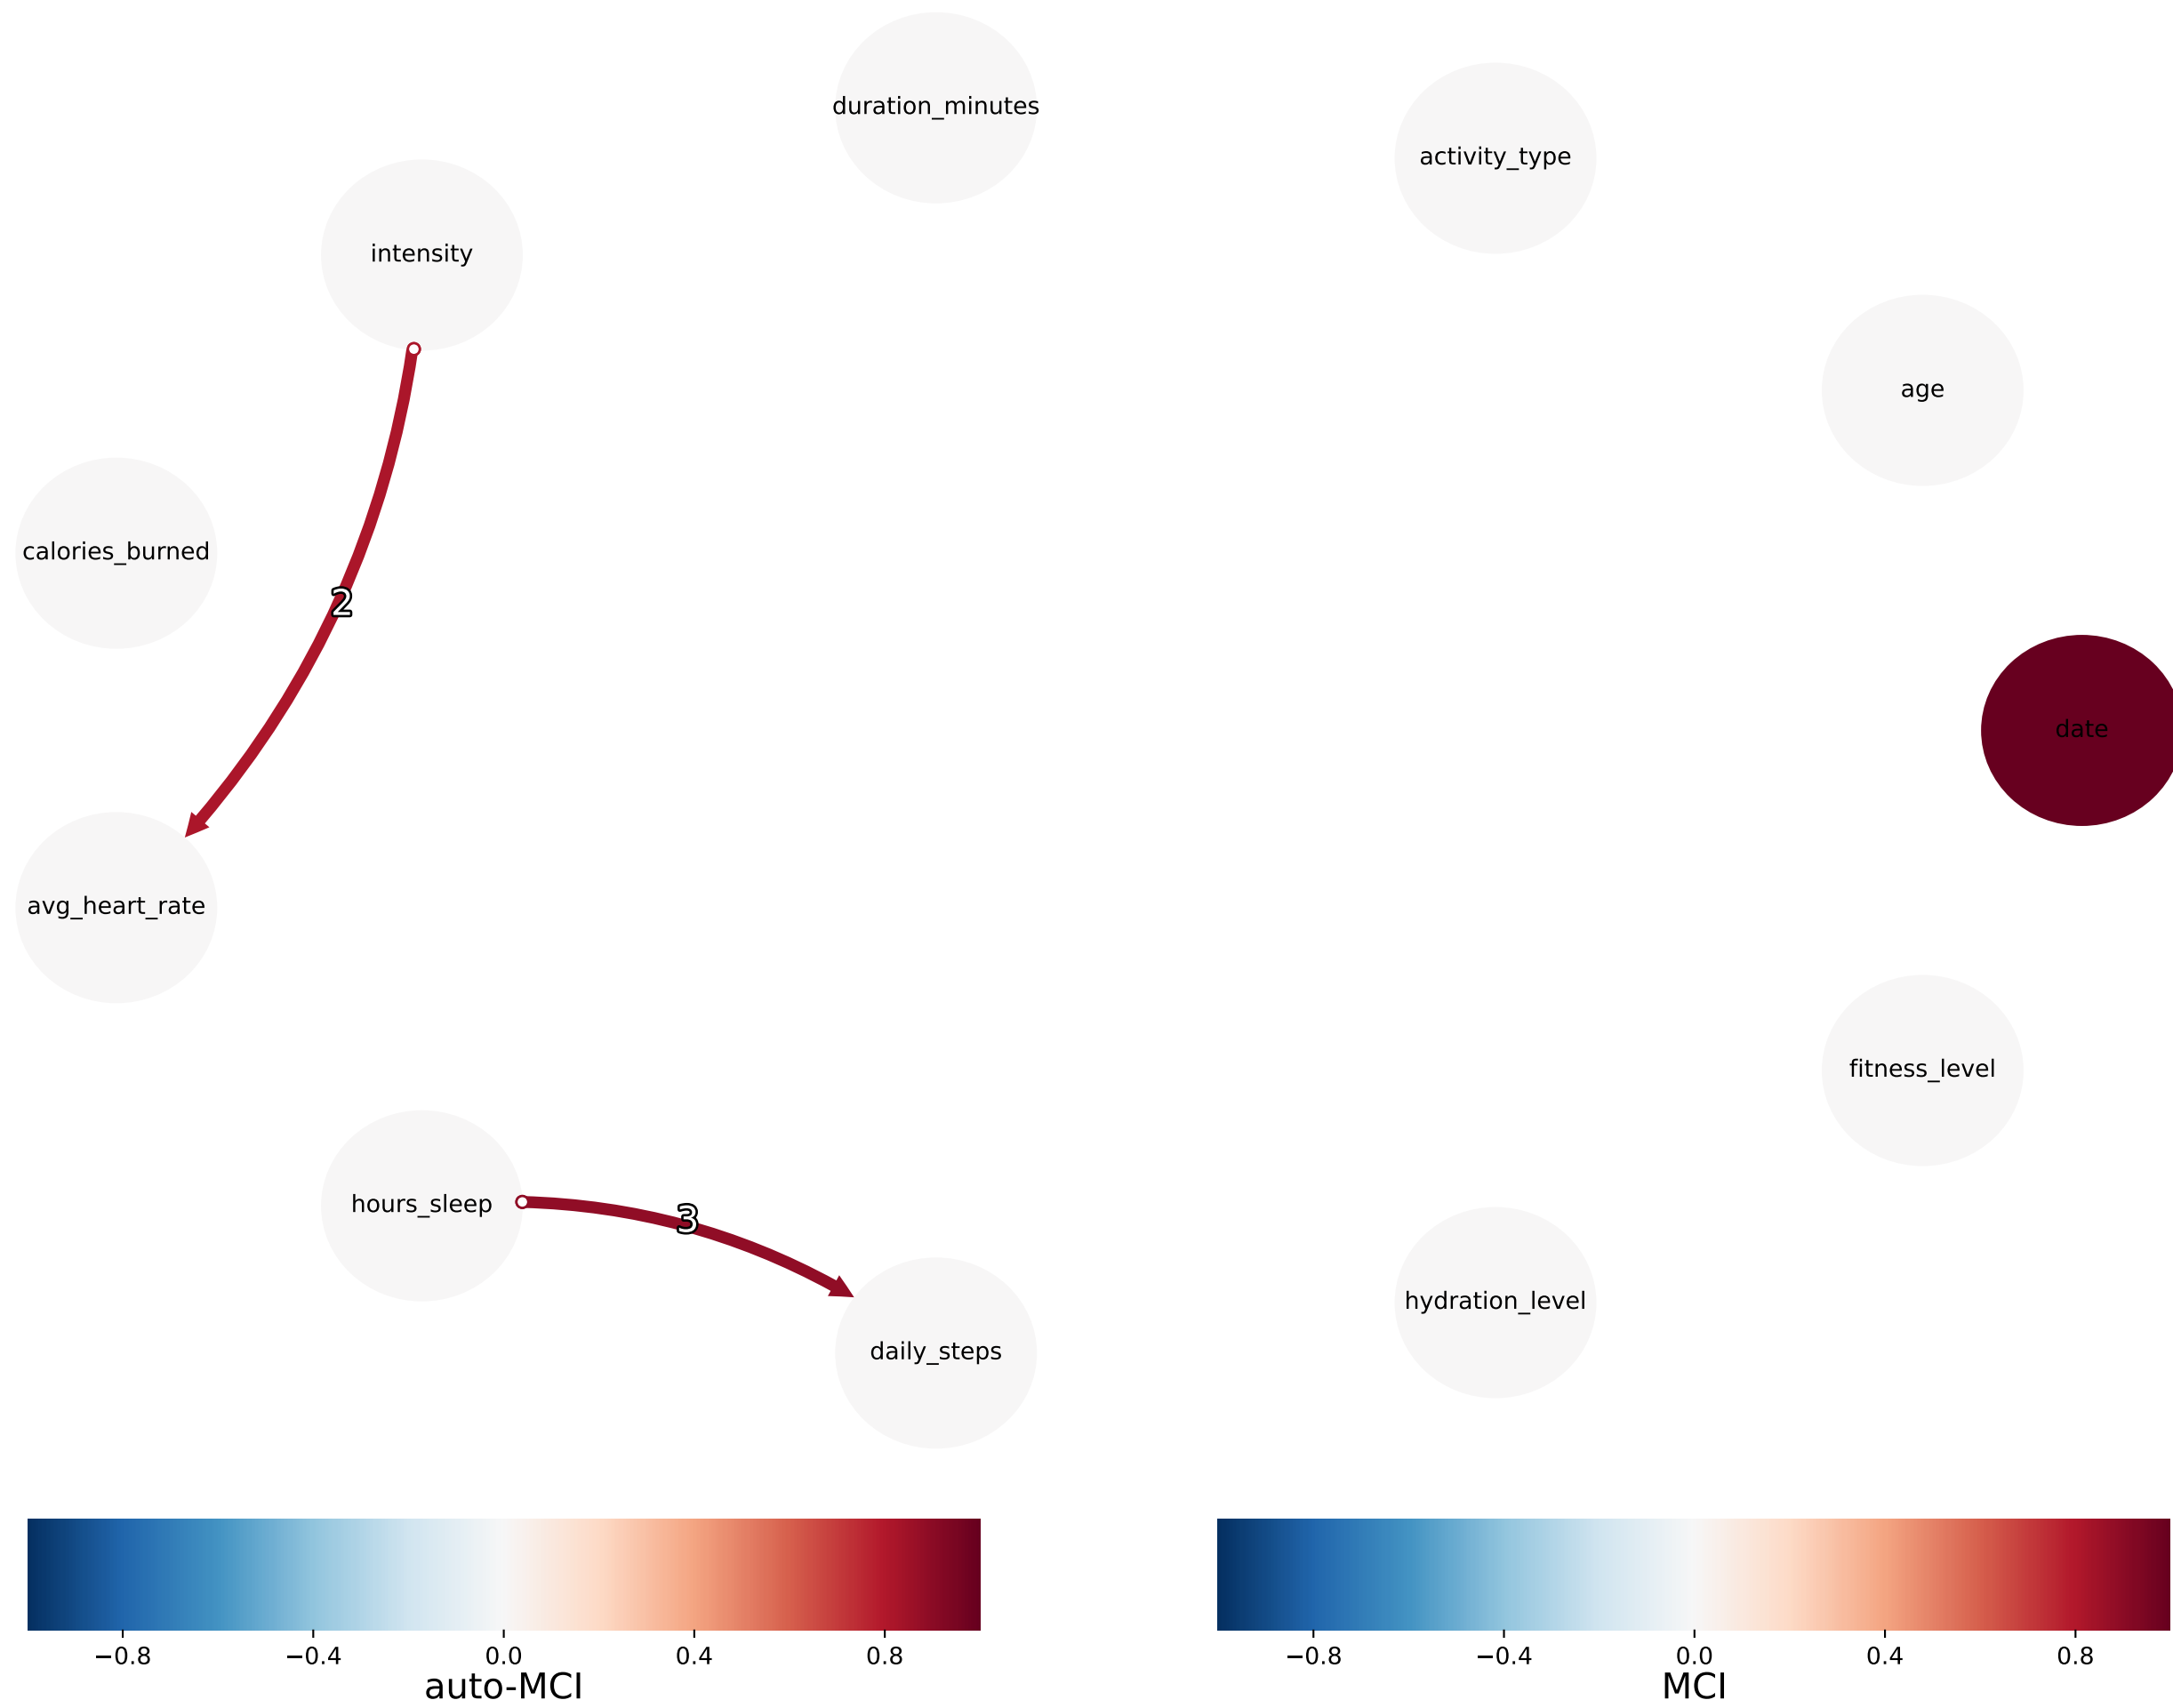 duration_minutes
activity_type
intensity
age
calories_burned
2
date
avg_heart_rate
fitness_level
hours_sleep
3
hydration_level
daily_steps
−0.8 −0.4 0.0 0.4 0.8
auto-MCI
−0.8 −0.4 0.0 0.4 0.8
MCI